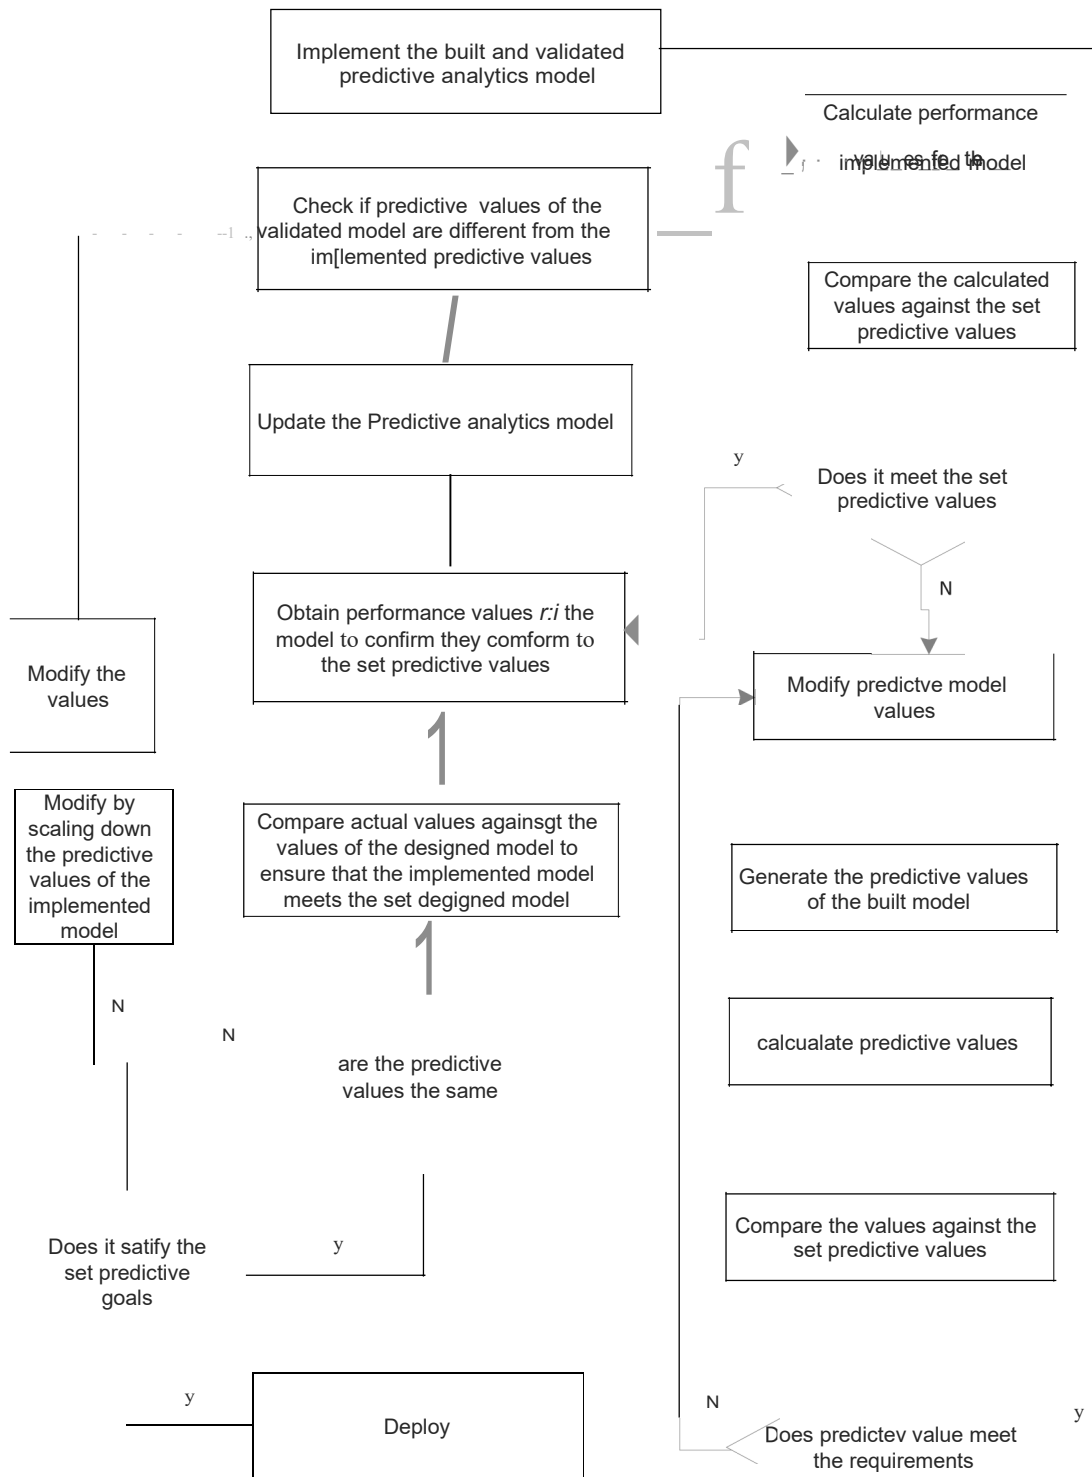 Implement the built and validated
predictive analytics model
Calculate performance
implemented model
Check if predictive values of the
validated model are different from the
im[lemented predictive values
Compare the calculated
values against the set
predictive values
Update the Predictive analytics model
y
Does it meet the set
predictive values
N
Obtain performance values r:i the
model to confirm they comform to
the set predictive values
Modify the
values
Modify predictve model
values
Modify by
scaling down
the predictive
values of the
implemented
model
Compare actual values againsgt the
values of the designed model to
ensure that the implemented model
meets the set degigned model
Generate the predictive values
of the built model
N
N
are the predictive
values the same
calcualate predictive values
Does it satify the
set predictive
goals
y
Compare the values against the
set predictive values
y
Deploy
N
Does predictev value meet
the requirements
y